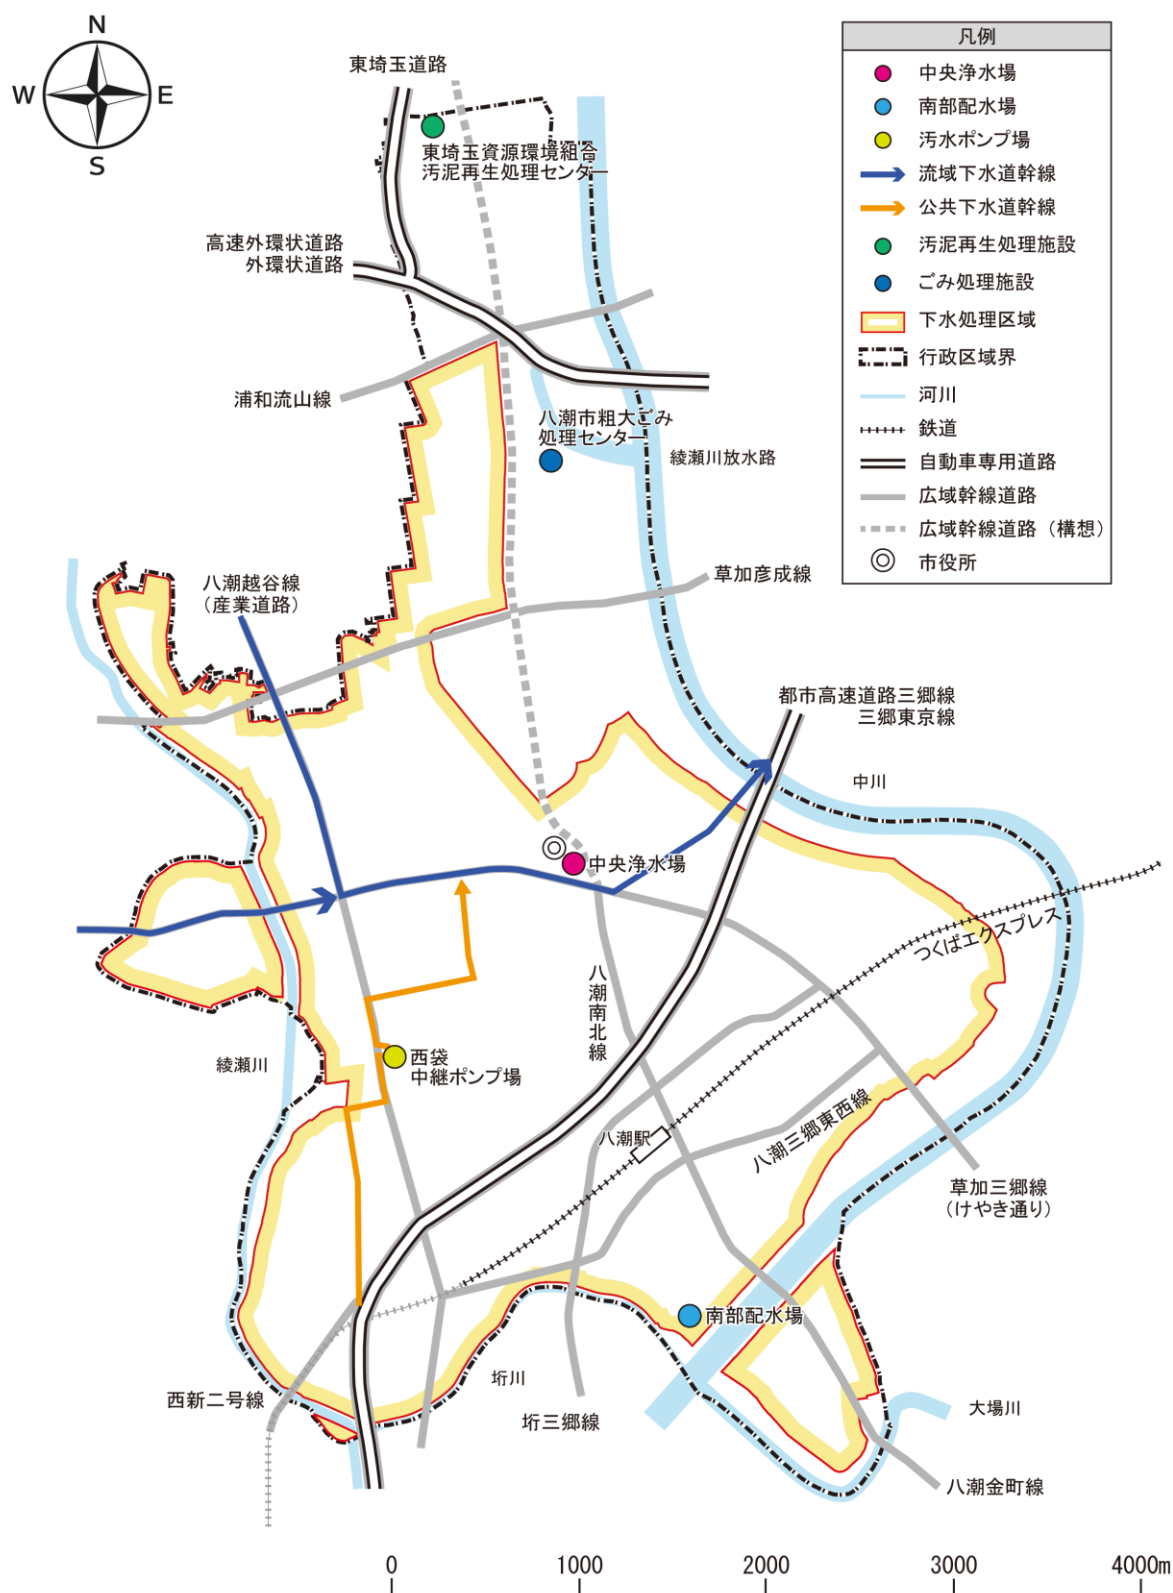 N
W
E
S
凡例
中央浄水場
南部配水場
汚水ポンプ場
流域下水道幹線
公共下水道幹線
汚泥再生処理施設
ごみ処理施設
下水処理区域
行政区域界
河川
鉄道
自動車専用道路
広域幹線道路
広域幹線道路（構想）
市役所
東埼玉道路
東埼玉資源環境組合
汚泥再生処理センター
高速外環状道路
外環状道路
浦和流山線
八潮市粗大ごみ
処理センター
綾瀬川放水路
草加彦成線
八潮越谷線
（産業道路）
都市高速道路三郷線
三郷東京線
中川
中央浄水場
つくばエクスプレス
八潮南北線
綾瀬川
西袋
中継ポンプ場
八潮駅
八潮三郷東西線
草加三郷線
（けやき通り）
南部配水場
西新二号線
垳川
垳三郷線
大場川
八潮金町線
0
1000
2000
3000
4000m